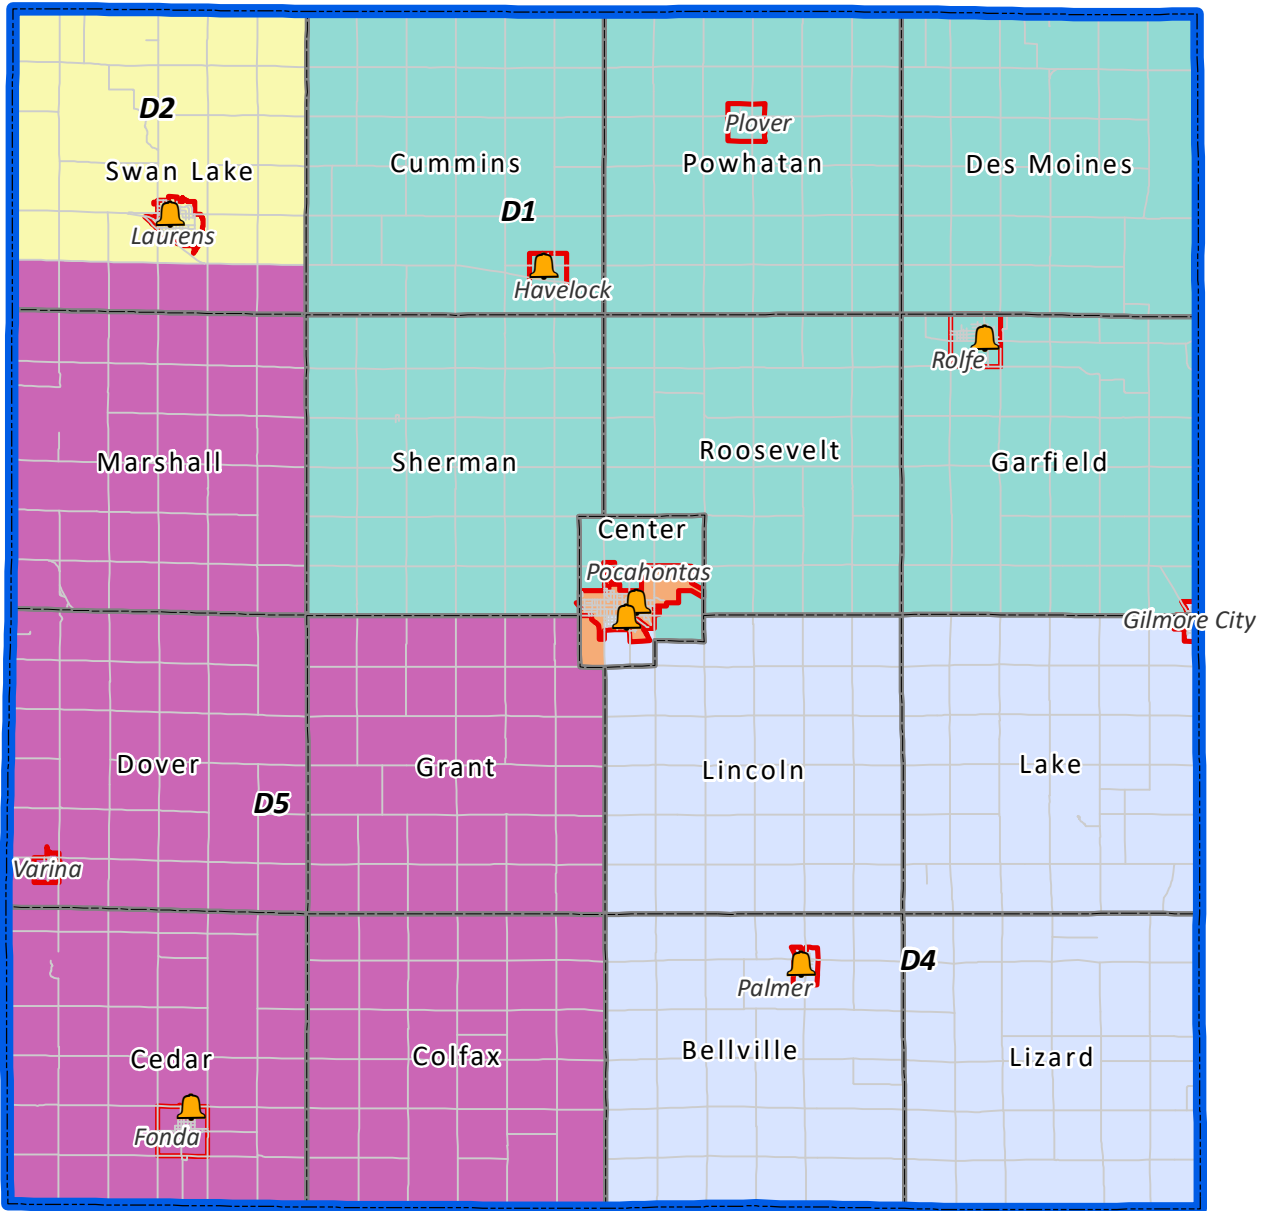 D2
Plover
Cummins
Powhatan
Des Moines
Swan Lake
D1
Laurens
Havelock
Rolfe
Marshall
Sherman
Roosevelt
Garfield
Center
Pocahontas
Gilmore City
Dover
Grant
Lincoln
Lake
D5
Varina
D4
Palmer
Cedar
Colfax
Bellville
Lizard
Fonda